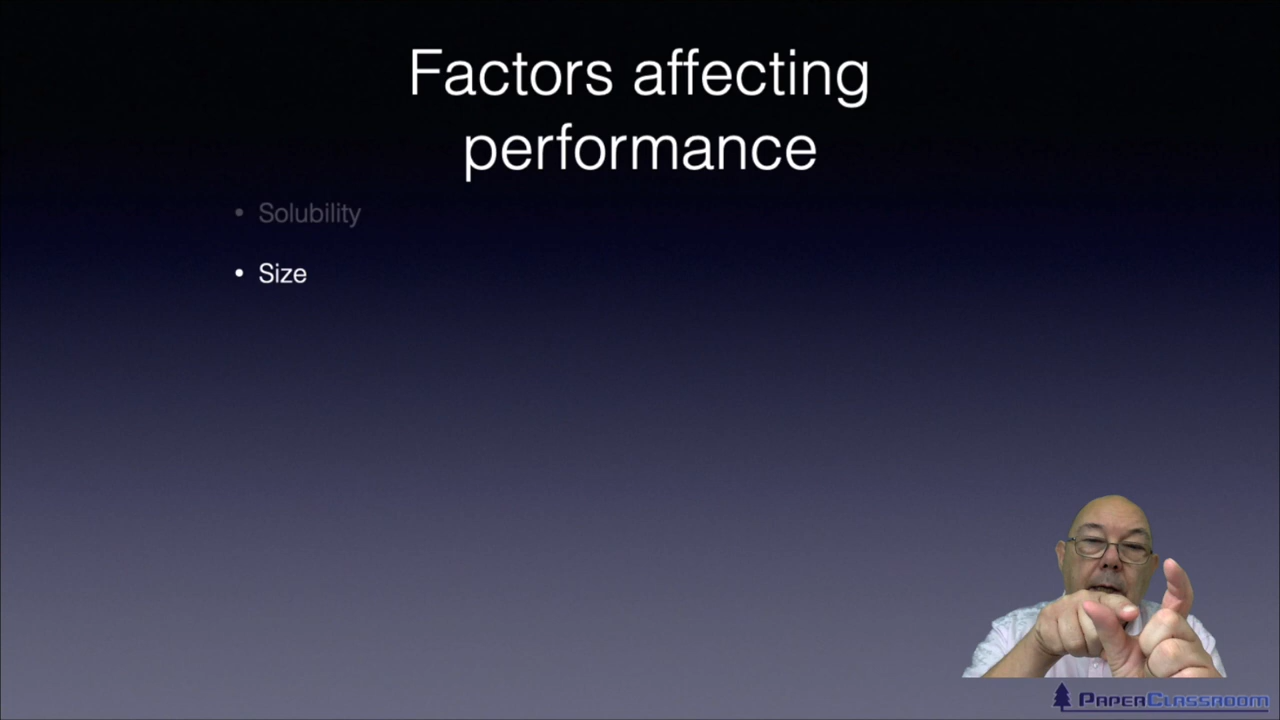 Factors affecting
performance
• Solubility
• Size
PaperClassroom